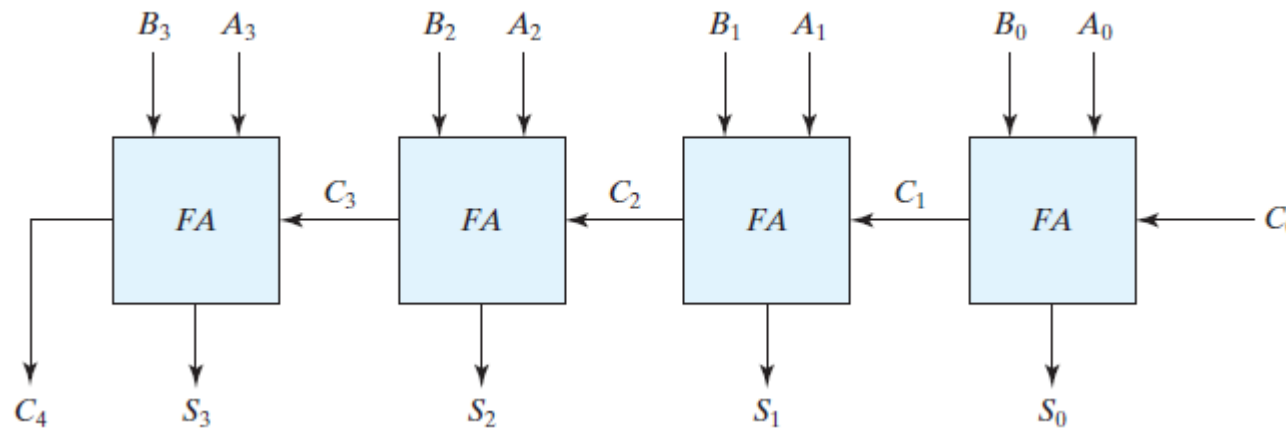 B₃ A₃ B₂ A₂ B₁ A₁ B₀ A₀
FA C₃ FA C₂ FA C₁ FA C
C₄ S₃ S₂ S₁ S₀